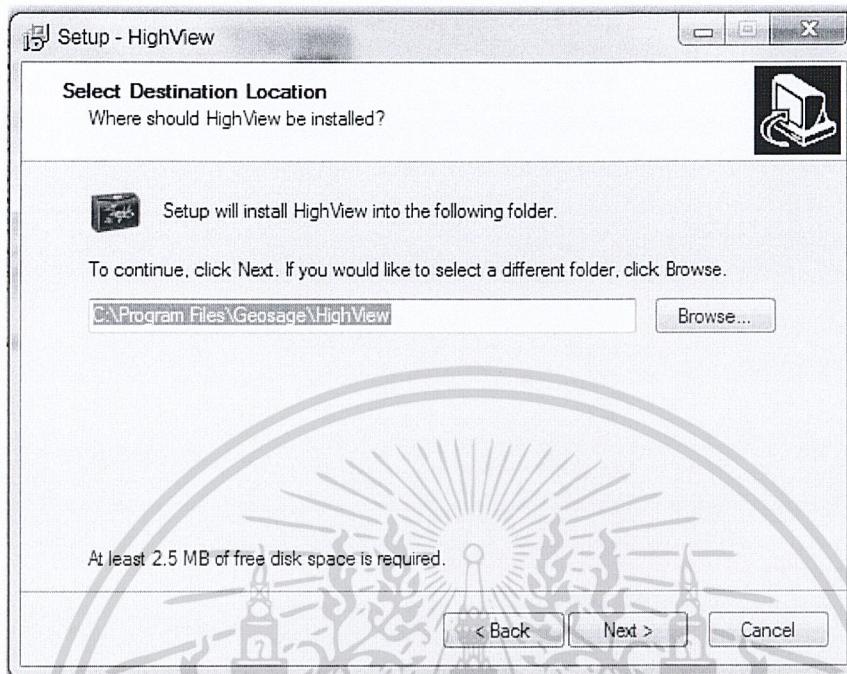 Setup - HighView
Select Destination Location
Where should HighView be installed?
Setup will install HighView into the following folder.
To continue, click Next. If you would like to select a different folder, click Browse.
C:\Program Files\Geosage\HighView
Browse...
At least 2.5 MB of free disk space is required.
< Back
Next >
Cancel